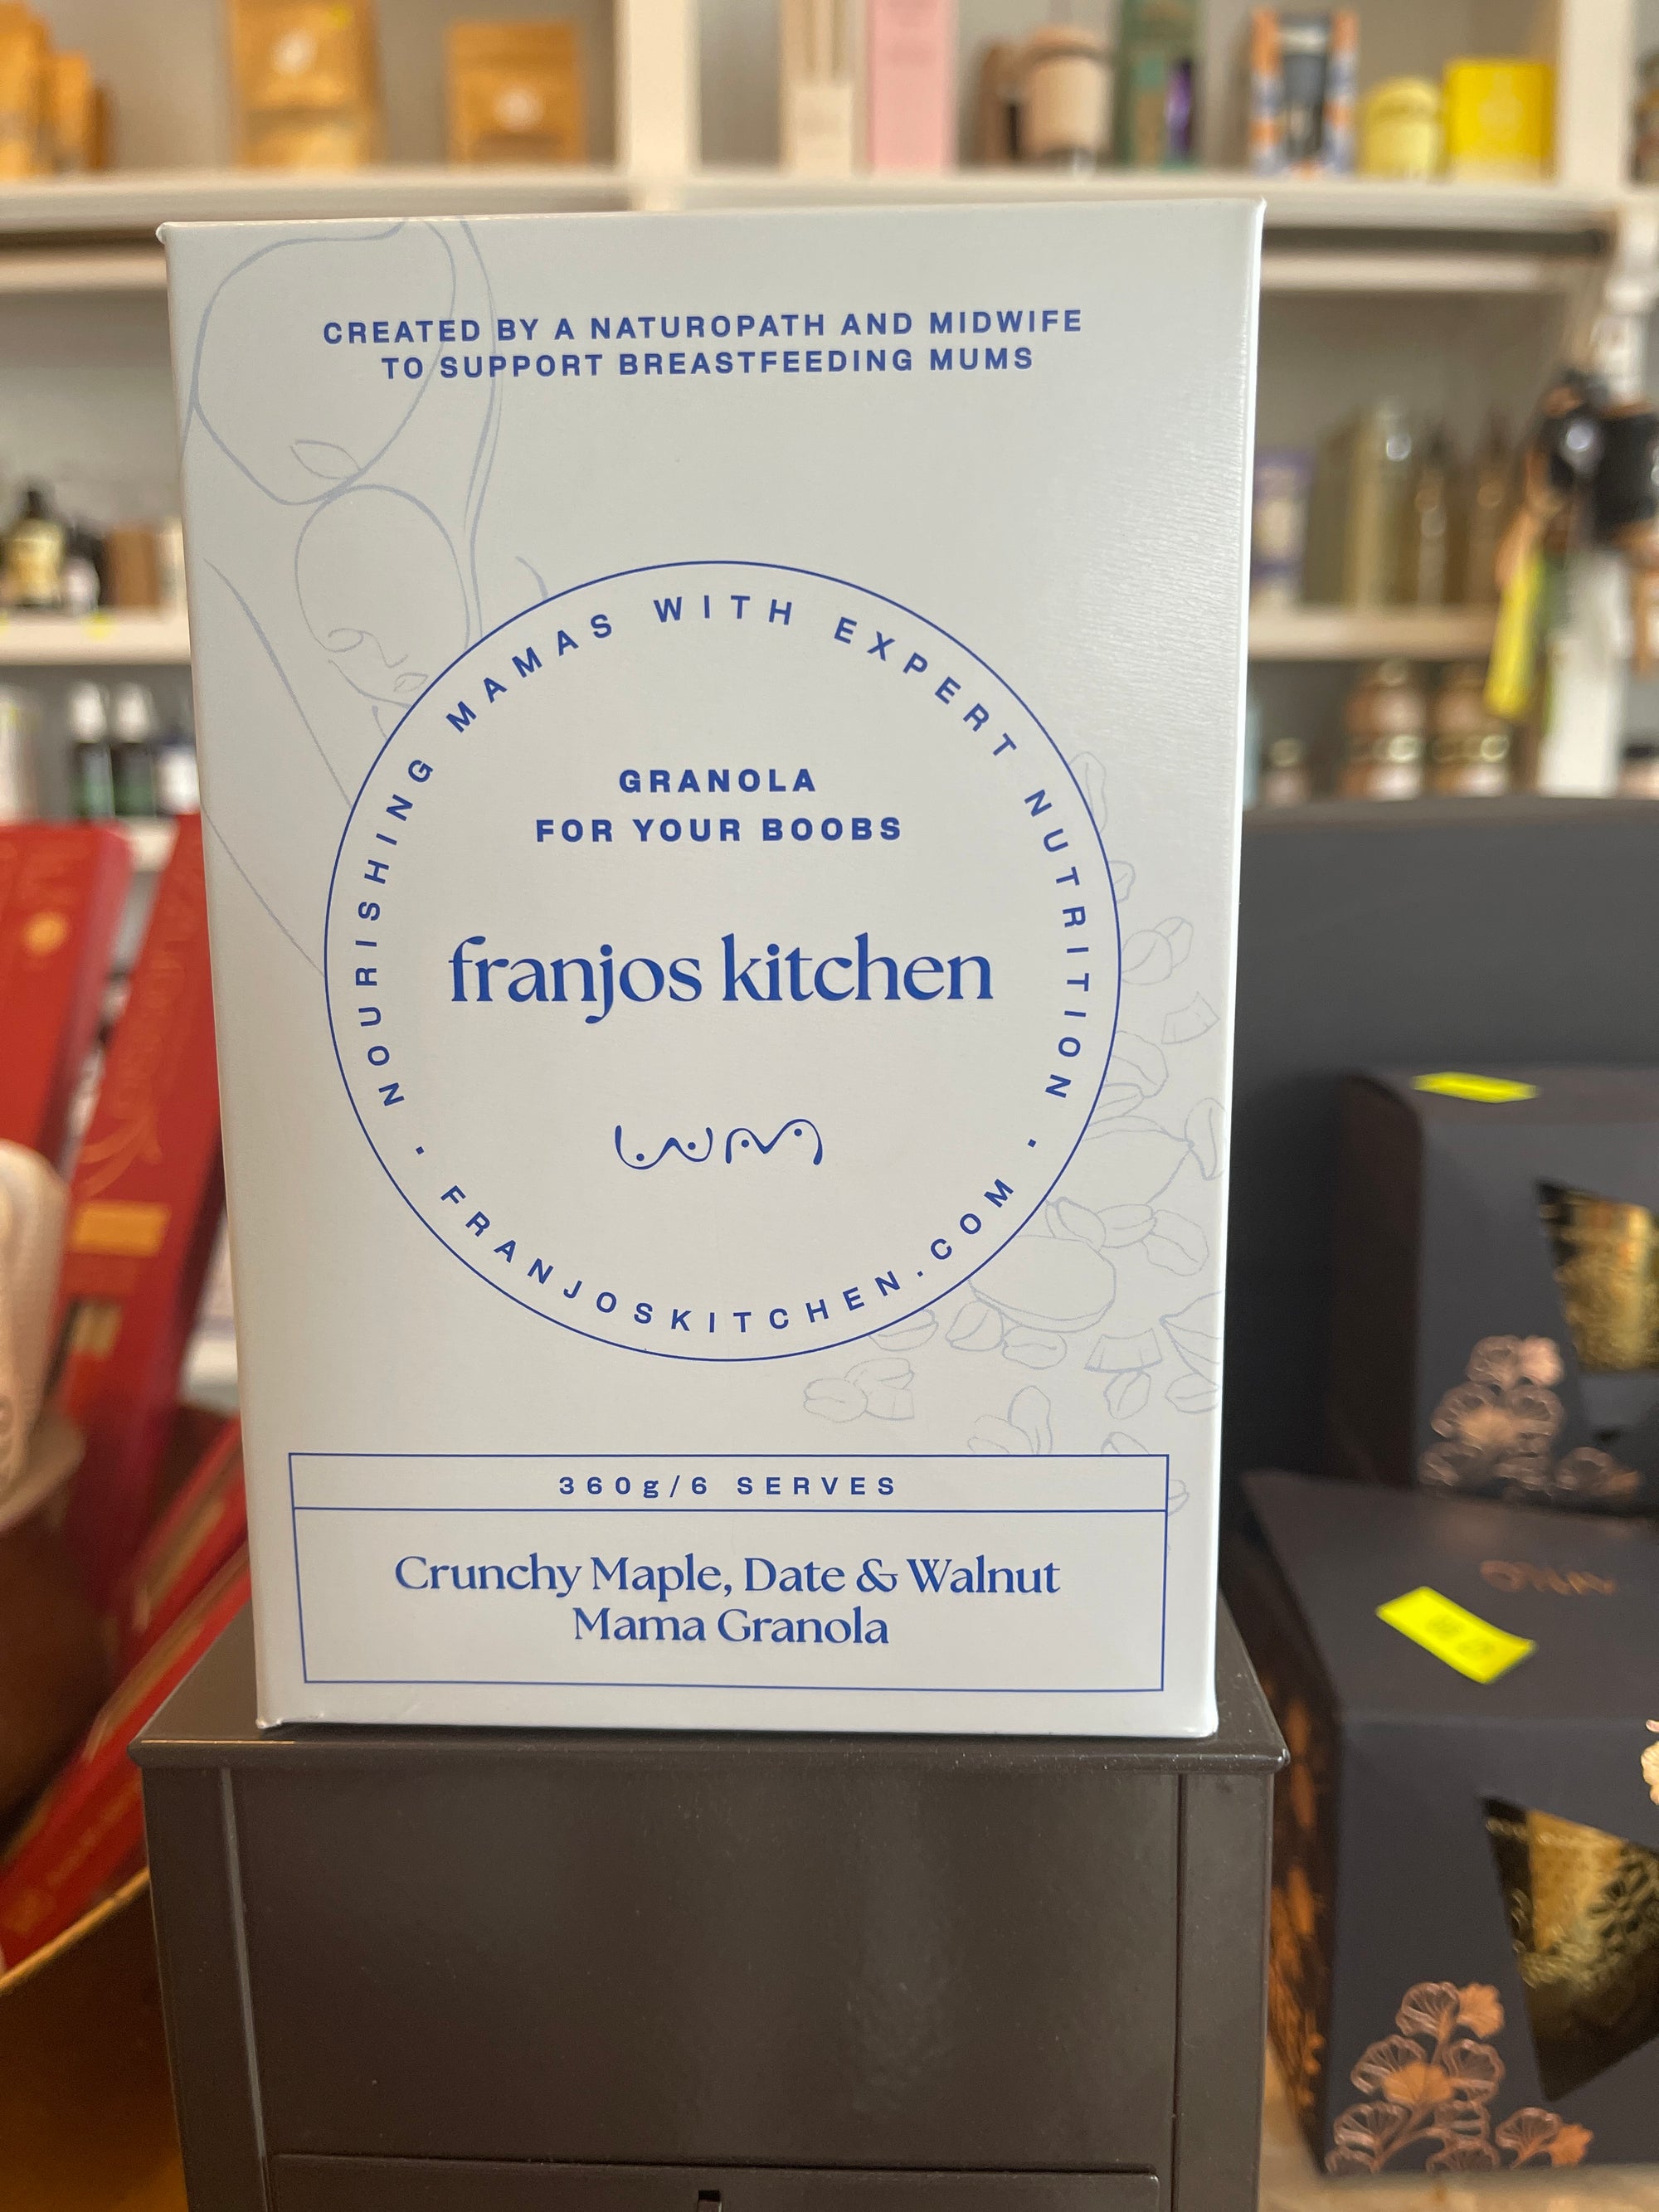 CREATED BY A NATUROPATH AND MIDWIFE
TO SUPPORT BREASTFEEDING MUMS
NOURISHING MAMAS WITH EXPERT NUTRITION
GRANOLA
FOR YOUR BOOBS
franjos kitchen
· FRANJOSKITCHEN.COM ·
360g/6 SERVES
Crunchy Maple, Date & Walnut
Mama Granola